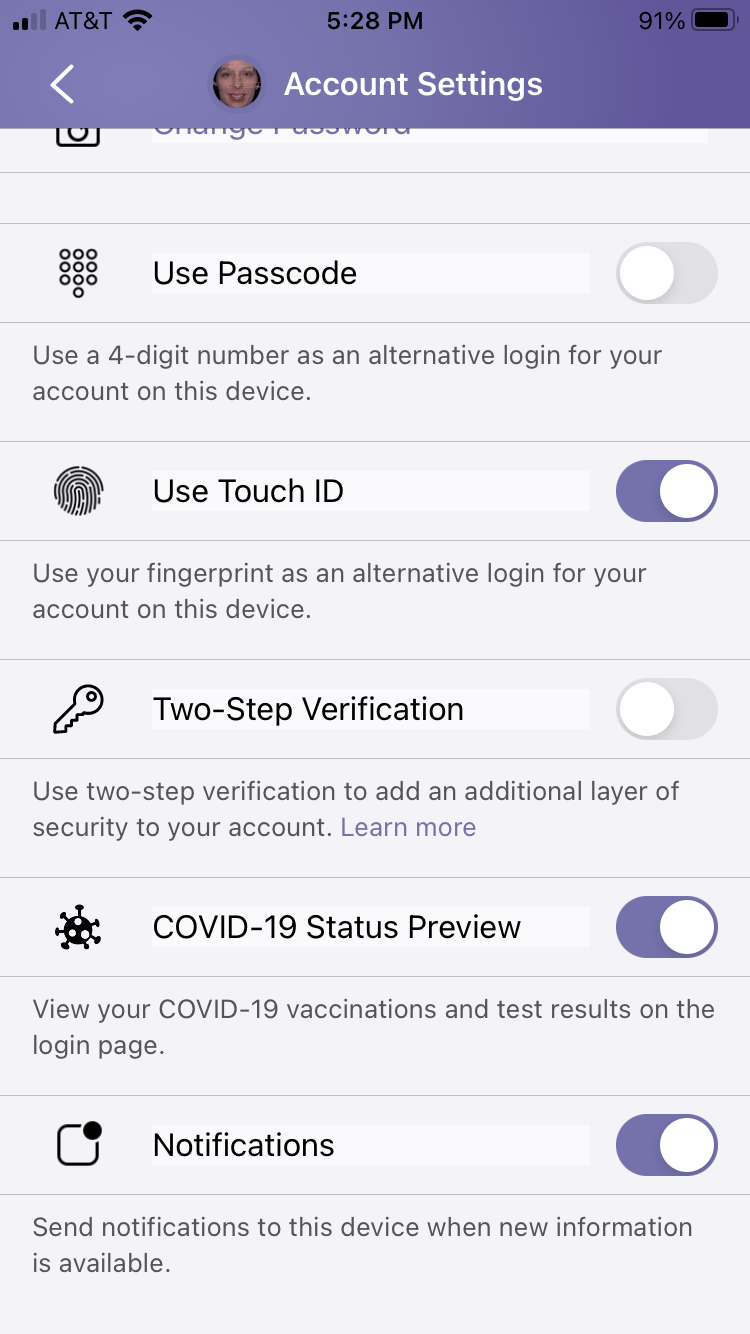 AT&T 5:28 PM 91%
Account Settings
Change Password
Use Passcode
Use a 4-digit number as an alternative login for your
account on this device.
Use Touch ID
Use your fingerprint as an alternative login for your
account on this device.
Two-Step Verification
Use two-step verification to add an additional layer of
security to your account. Learn more
COVID-19 Status Preview
View your COVID-19 vaccinations and test results on the
login page.
Notifications
Send notifications to this device when new information
is available.